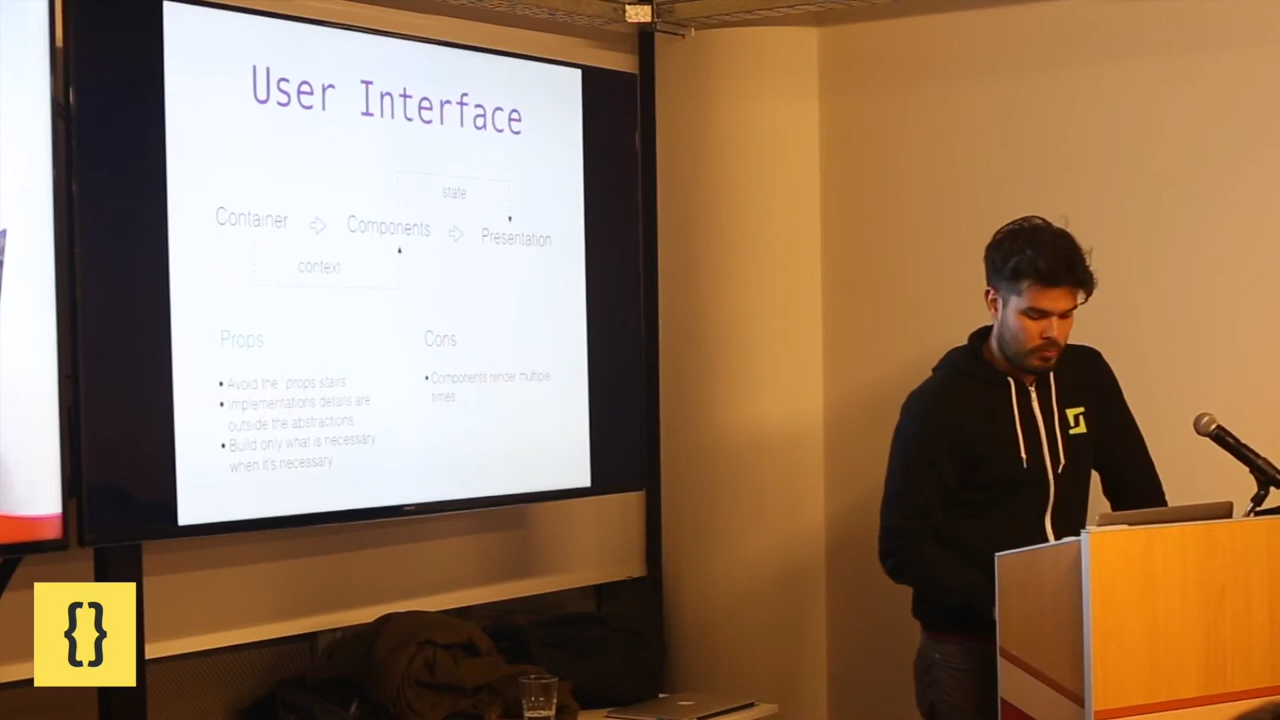 User Interface
state
Container ⇨ Components ⇨ Presentation
context
Props
Cons
• Avoid the `props stairs
• Implementations details are
outside the abstractions
• Build only what is necessary
when it's necessary
• Components render multiple
times
{}